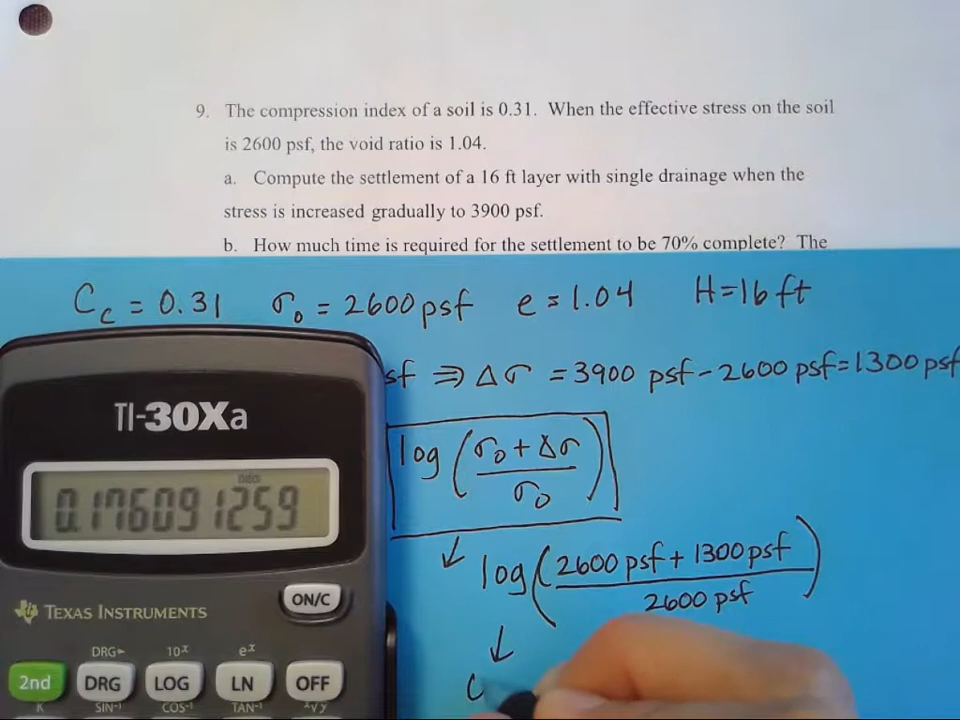 9. The compression index of a soil is 0.31. When the effective stress on the soil
is 2600 psf, the void ratio is 1.04.
a. Compute the settlement of a 16 ft layer with single drainage when the
stress is increased gradually to 3900 psf.
b. How much time is required for the settlement to be 70% complete? The
C_c = 0.31 σ_0 = 2600 psf e = 1.04 H=16 ft
sf ⇒ Δσ = 3900 psf - 2600 psf = 1300 psf
log (σ_0 + Δσ / σ_0)
↓ log (2600 psf + 1300 psf / 2600 psf)
↓
TI-30Xa
DEG
0.176091259
TEXAS INSTRUMENTS
ON/C
DRG► 10ˣ eˣ
2nd DRG LOG LN OFF
K SIN⁻¹ COS⁻¹ TAN⁻¹ ˣ√y